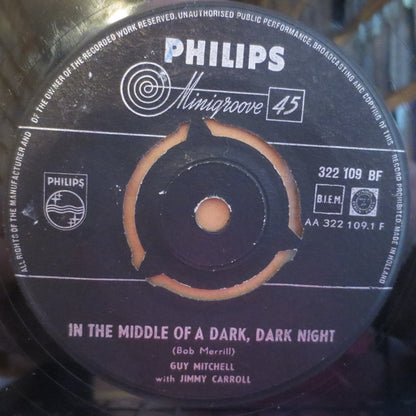 ALL RIGHTS OF THE MANUFACTURER AND OF THE OWNER OF THE RECORDED WORK RESERVED. UNAUTHORISED PUBLIC PERFORMANCE, BROADCASTING AND COPYING OF THIS RECORD PROHIBITED. MADE IN HOLLAND
PHILIPS
Minigroove 45
322 109 BF
PHILIPS
B.I.E.M.
AA 322 109.1 F
IN THE MIDDLE OF A DARK, DARK NIGHT
(Bob Merrill)
GUY MITCHELL
with JIMMY CARROLL